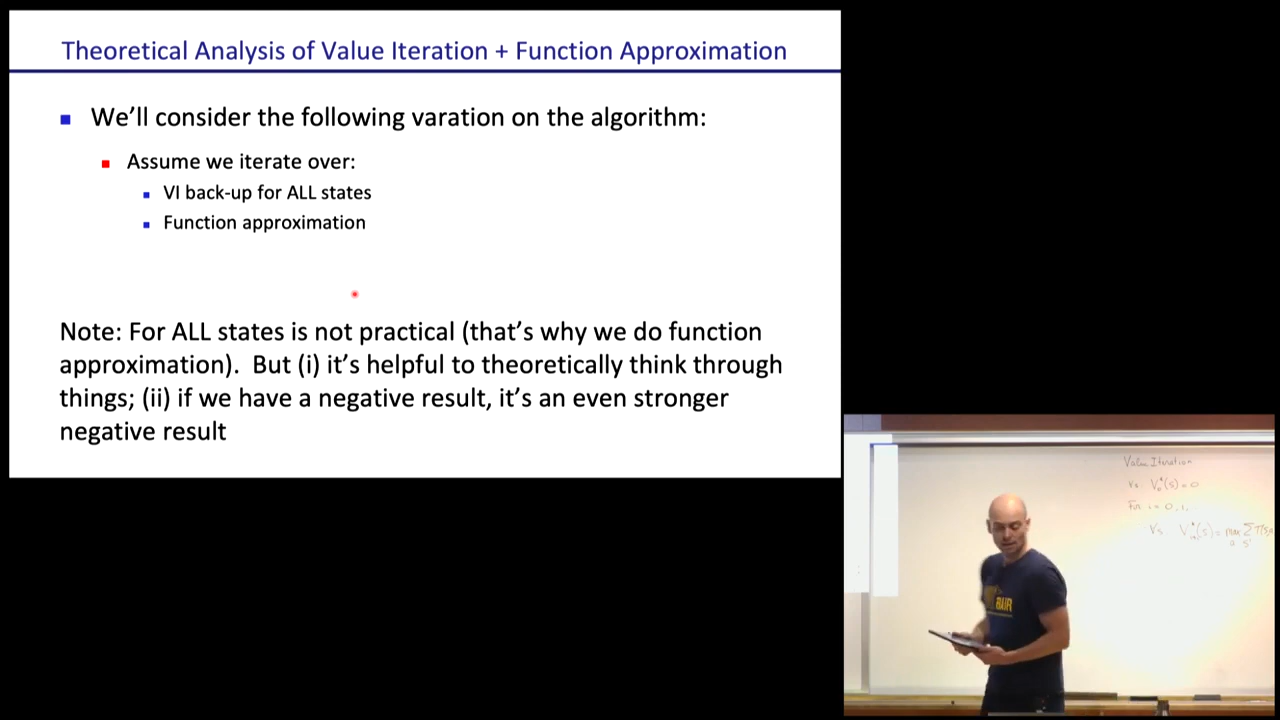 Theoretical Analysis of Value Iteration + Function Approximation
We'll consider the following varation on the algorithm:
Assume we iterate over:
VI back-up for ALL states
Function approximation
Note: For ALL states is not practical (that's why we do function
approximation). But (i) it's helpful to theoretically think through
things; (ii) if we have a negative result, it's an even stronger
negative result
Value Iteration
∀s V₀*(s) = 0
For i = 0, 1,
∀s
BAIR